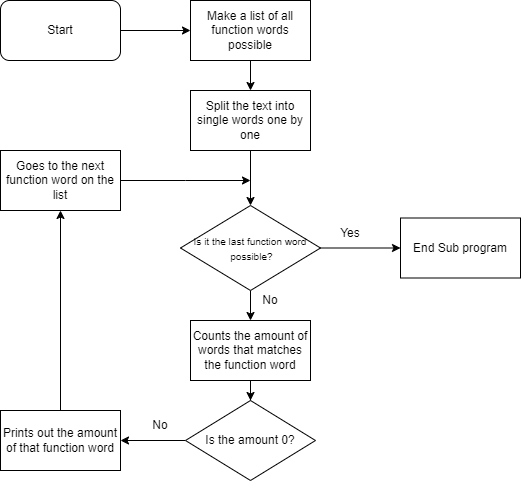 Start
Make a list of all
function words
possible
Split the text into
single words one by
one
Goes to the next
function word on the
list
Is it the last function word
possible?
Yes
End Sub program
No
Counts the amount of
words that matches
the function word
Is the amount 0?
No
Prints out the amount
of that function word